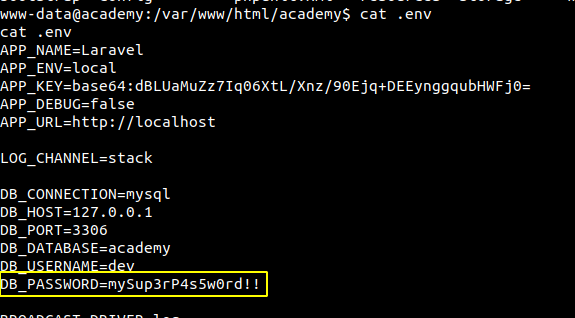 www-data@academy:/var/www/html/academy$ cat .env
cat .env
APP_NAME=Laravel
APP_ENV=local
APP_KEY=base64:dBLUaMuZz7Iq06XtL/Xnz/90Ejq+DEEynggqubHWFj0=
APP_DEBUG=false
APP_URL=http://localhost
LOG_CHANNEL=stack
DB_CONNECTION=mysql
DB_HOST=127.0.0.1
DB_PORT=3306
DB_DATABASE=academy
DB_USERNAME=dev
DB_PASSWORD=mySup3rP4s5w0rd!!